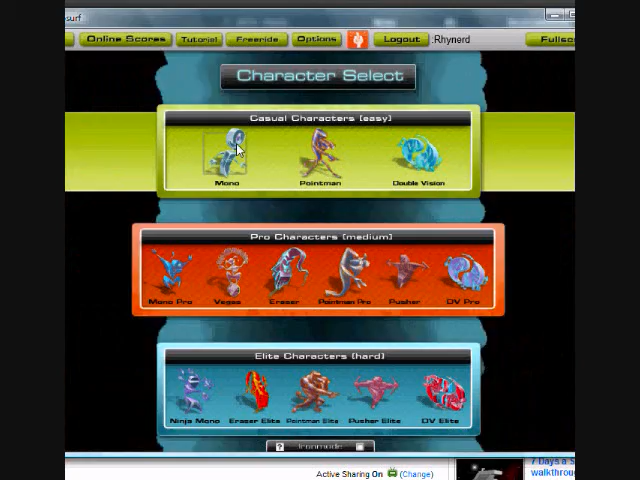 surf
Online Scores Tutorial Freeride Options Logout :Rhynerd Fullsc
Character Select
Casual Characters [easy]
Mono Pointman Double Vision
Pro Characters [medium]
Mono Pro Vegas Eraser Pointman Pro Pusher DV Pro
Elite Characters [hard]
Ninja Mono Eraser Elite Pointman Elite Pusher Elite DV Elite
? Ironmode
Active Sharing On (Change)
7 Days a S
walkthrou